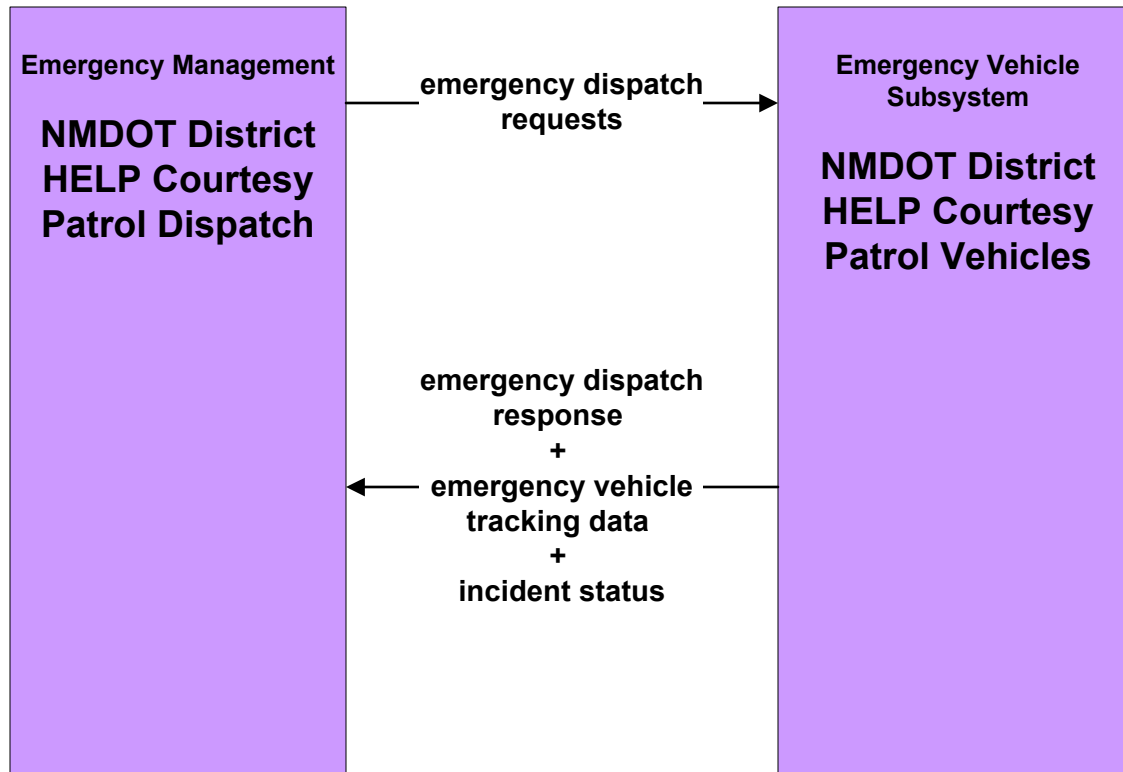 Emergency Management
NMDOT District
HELP Courtesy
Patrol Dispatch
emergency dispatch
requests
emergency dispatch
response
+
emergency vehicle
tracking data
+
incident status
Emergency Vehicle
Subsystem
NMDOT District
HELP Courtesy
Patrol Vehicles